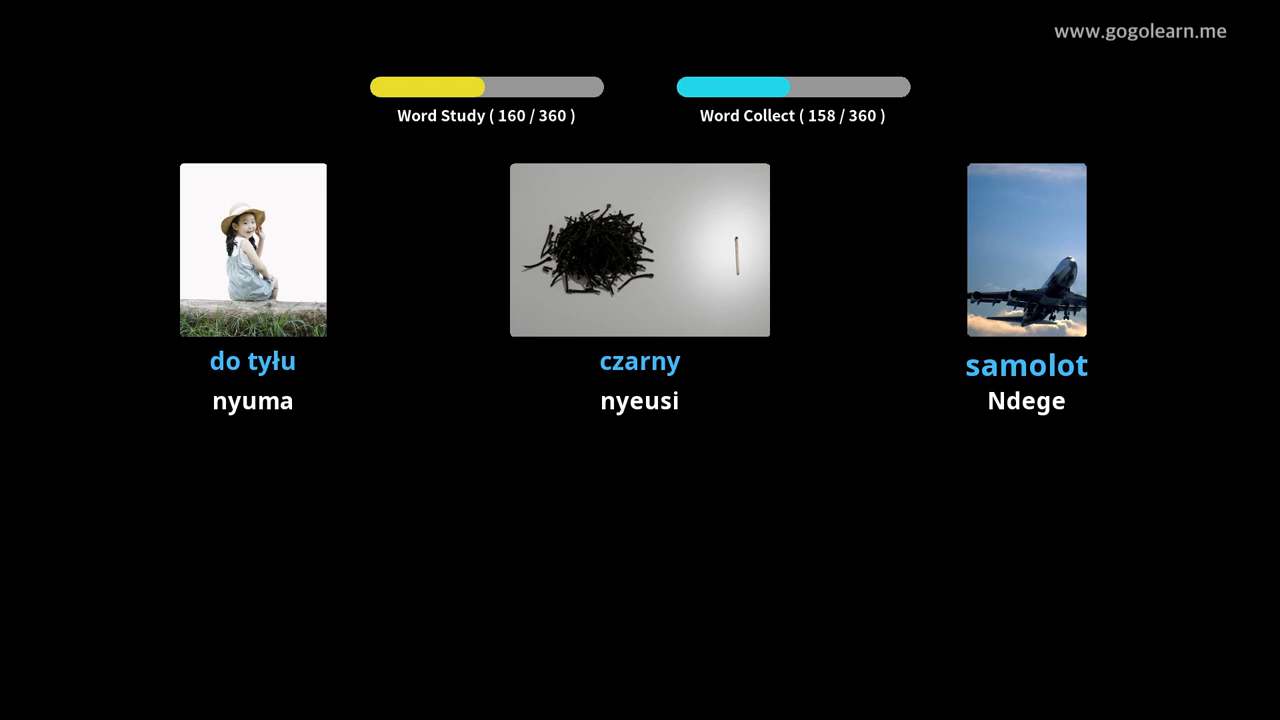 www.gogolearn.me
Word Study ( 160 / 360 )
Word Collect ( 158 / 360 )
do tyłu
czarny
samolot
nyuma
nyeusi
Ndege